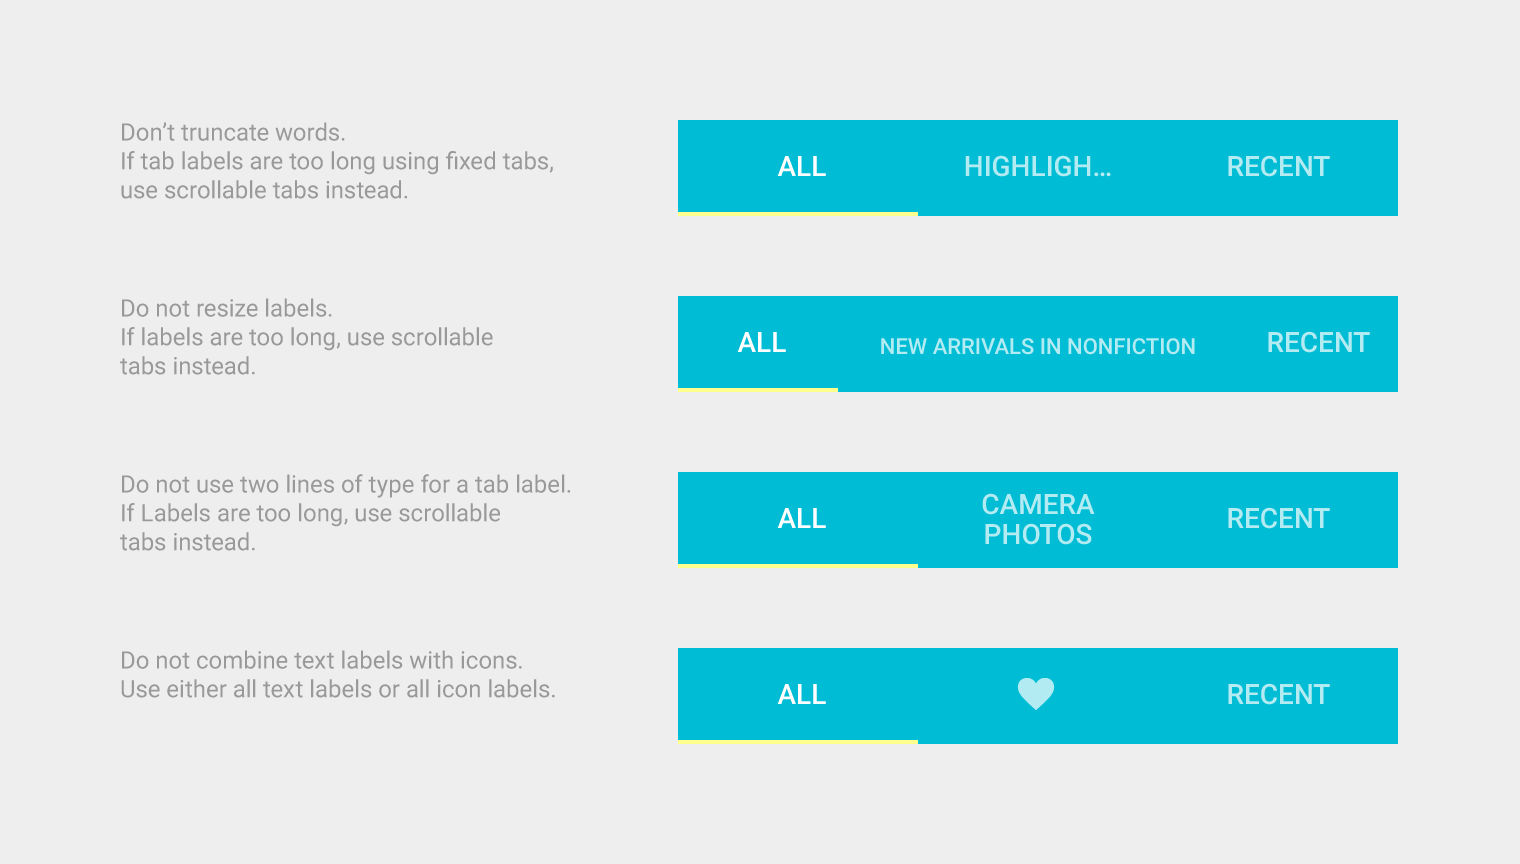 Don’t truncate words.
If tab labels are too long using fixed tabs,
use scrollable tabs instead.
ALL HIGHLIGH... RECENT
Do not resize labels.
If labels are too long, use scrollable
tabs instead.
ALL NEW ARRIVALS IN NONFICTION RECENT
Do not use two lines of type for a tab label.
If Labels are too long, use scrollable
tabs instead.
ALL
CAMERA
PHOTOS
RECENT
Do not combine text labels with icons.
Use either all text labels or all icon labels.
ALL RECENT